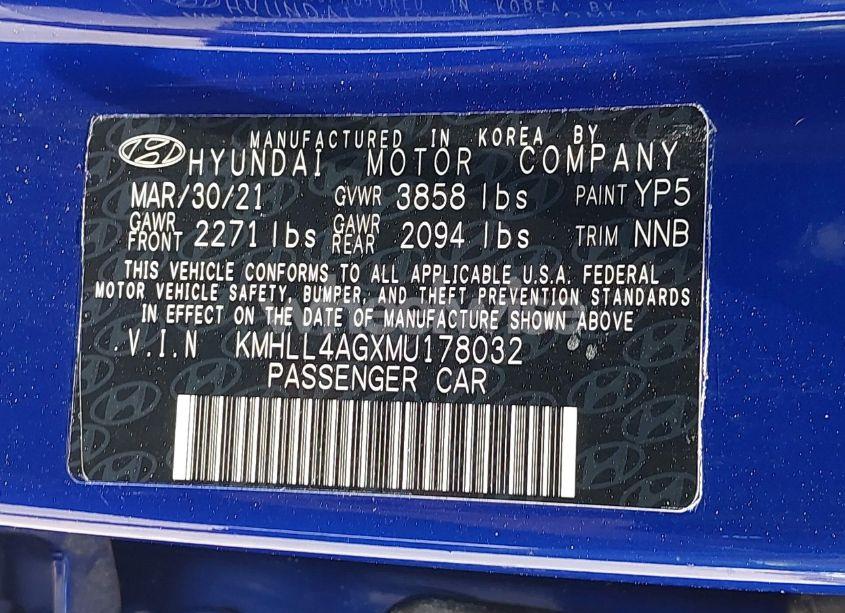 MANUFACTURED IN KOREA BY
HYUNDAI MOTOR COMPANY
MAR/30/21 GVWR 3858 lbs PAINT YP5
GAWR FRONT 2271 lbs GAWR REAR 2094 lbs TRIM NNB
THIS VEHICLE CONFORMS TO ALL APPLICABLE U.S.A. FEDERAL
MOTOR VEHICLE SAFETY, BUMPER, AND THEFT PREVENTION STANDARDS
IN EFFECT ON THE DATE OF MANUFACTURE SHOWN ABOVE
V.I.N KMHLL4AGXMU178032
PASSENGER CAR